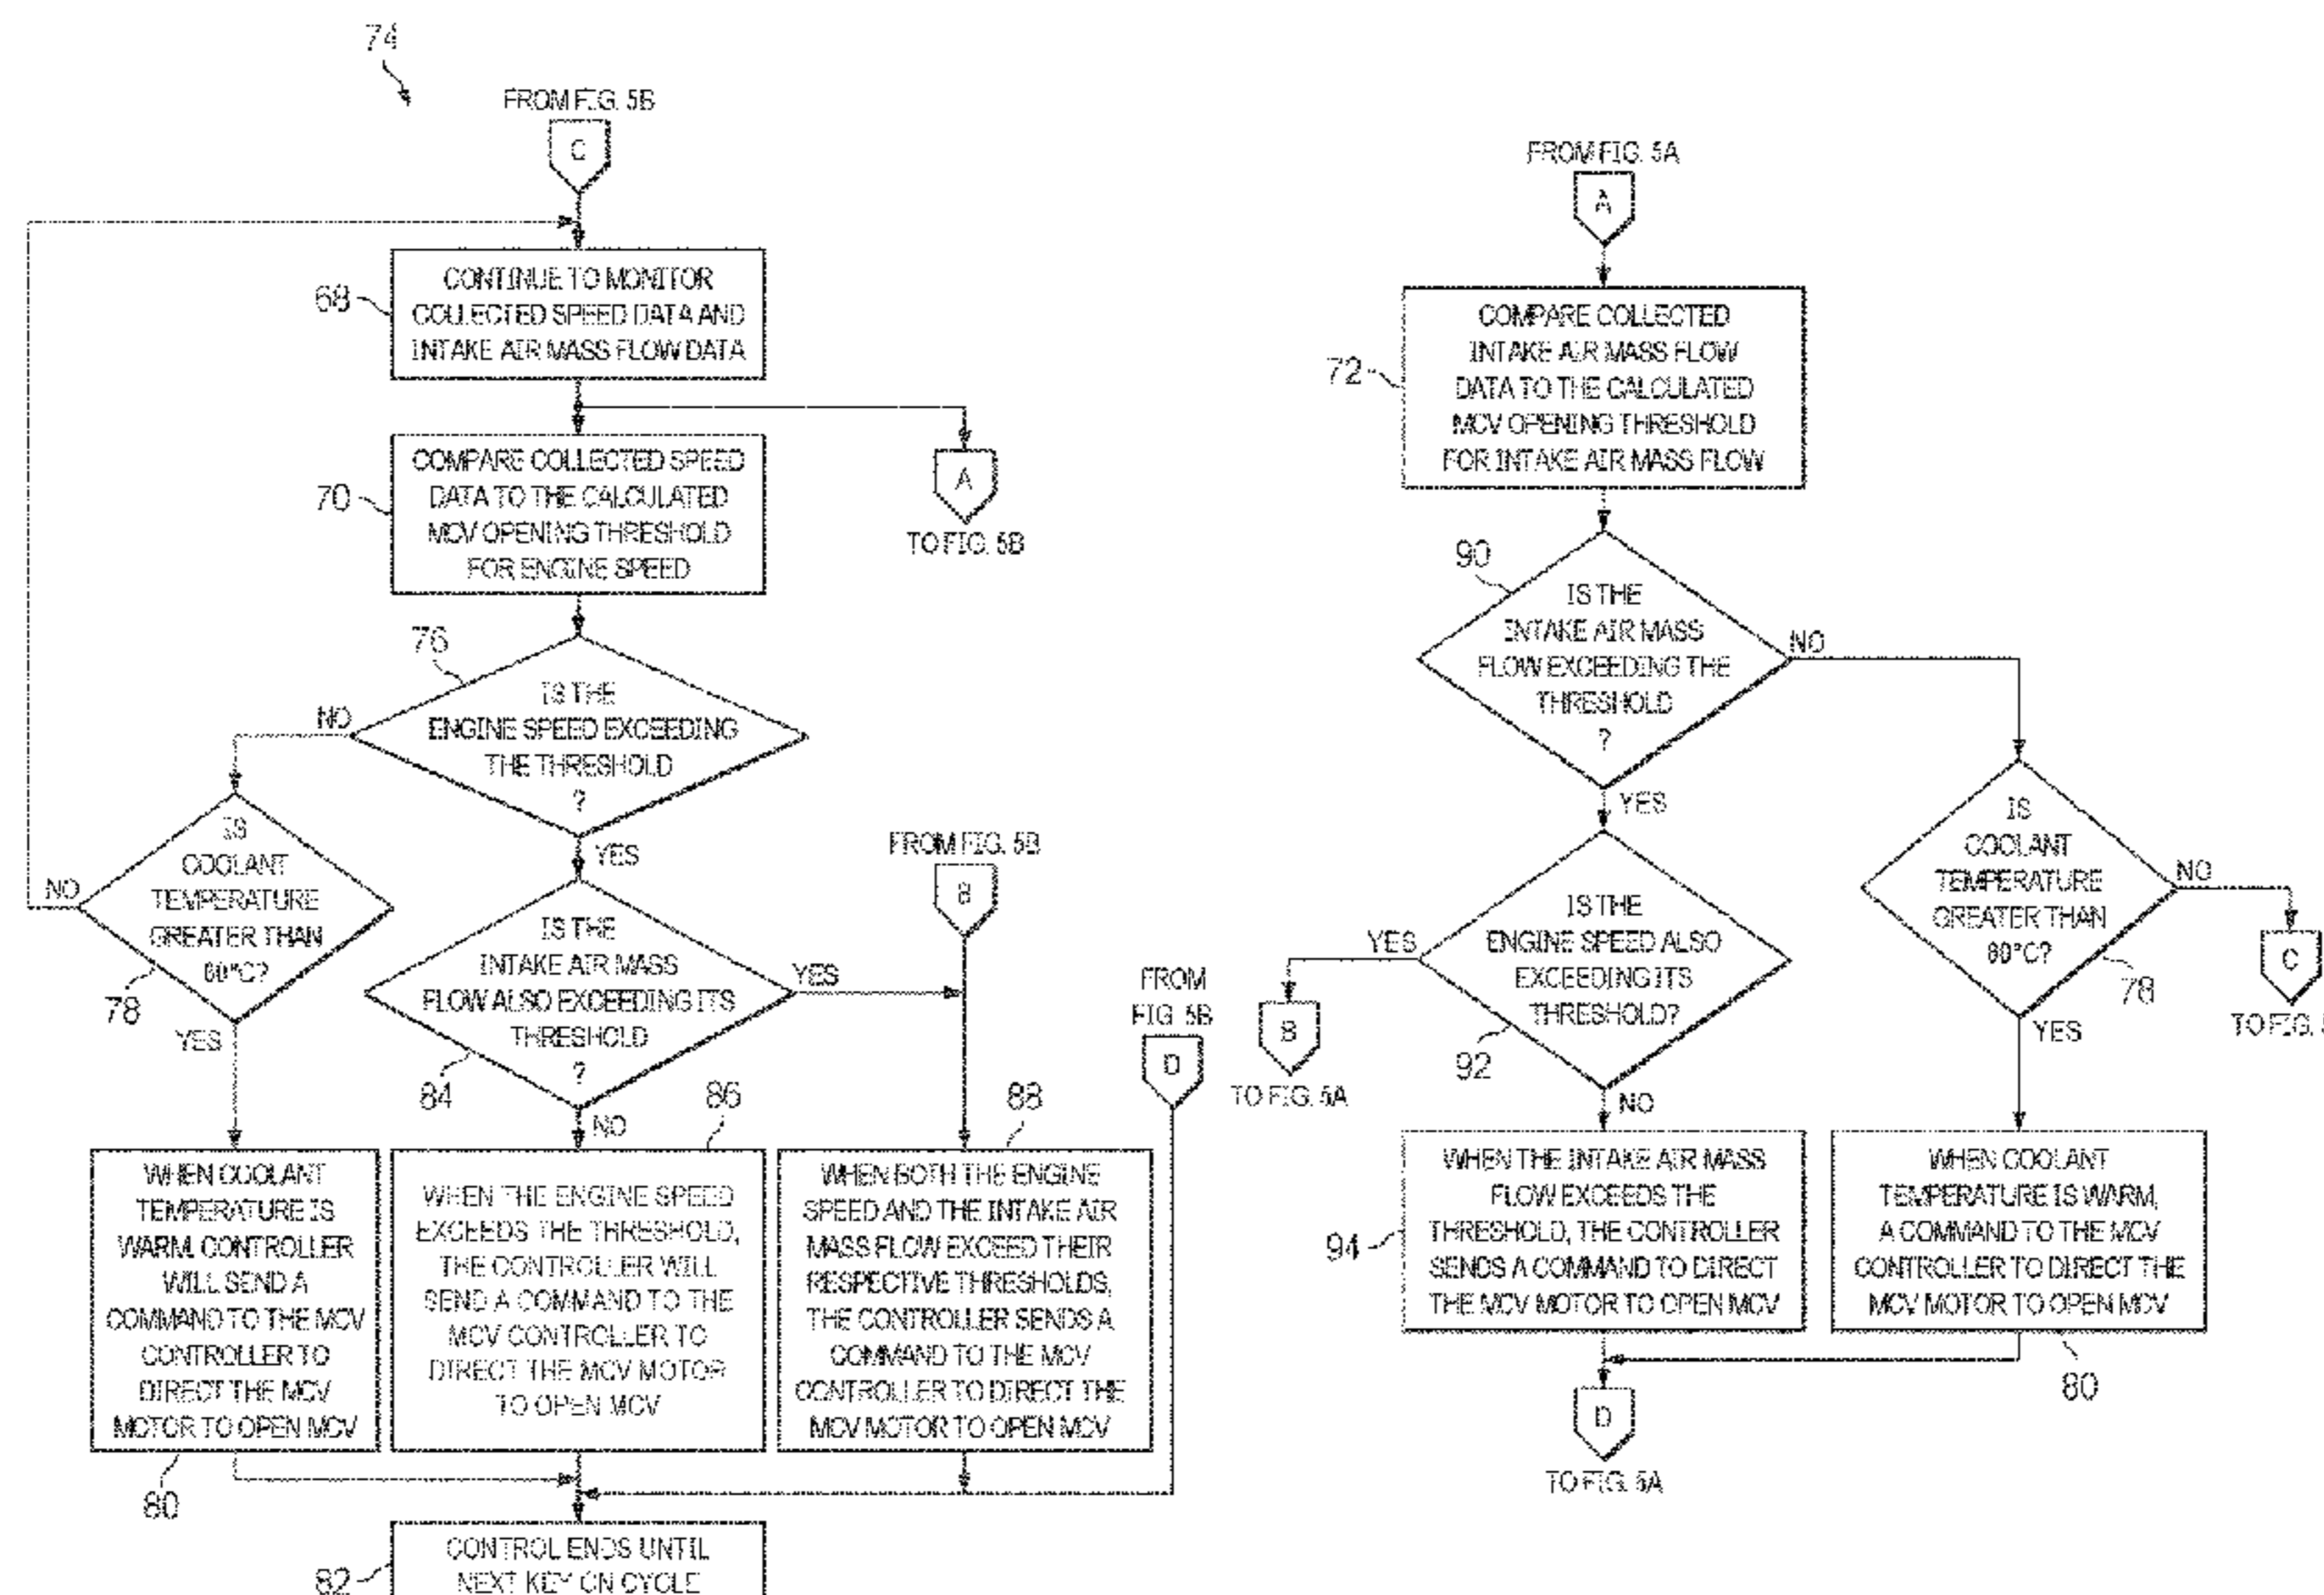 74
FROM FIG. 5B
C
68
CONTINUE TO MONITOR
COLLECTED SPEED DATA AND
INTAKE AIR MASS FLOW DATA
70
COMPARE COLLECTED SPEED
DATA TO THE CALCULATED
MCV OPENING THRESHOLD
FOR ENGINE SPEED
A
TO FIG. 5B
76
IS THE
ENGINE SPEED EXCEEDING
THE THRESHOLD
?
NO
YES
IS
COOLANT
TEMPERATURE
GREATER THAN
NO
78
YES
IS THE
INTAKE AIR MASS
FLOW ALSO EXCEEDING ITS
THRESHOLD
?
84
YES
NO
FROM FIG. 5B
B
FROM
FIG. 5B
D
WHEN COOLANT
TEMPERATURE IS
WARM, CONTROLLER
WILL SEND A
COMMAND TO THE MCV
CONTROLLER TO
DIRECT THE MCV
MOTOR TO OPEN MCV
80
86
WHEN THE ENGINE SPEED
EXCEEDS THE THRESHOLD,
THE CONTROLLER WILL
SEND A COMMAND TO THE
MCV CONTROLLER TO
DIRECT THE MCV MOTOR
TO OPEN MCV
88
WHEN BOTH THE ENGINE
SPEED AND THE INTAKE AIR
MASS FLOW EXCEED THEIR
RESPECTIVE THRESHOLDS,
THE CONTROLLER SENDS A
COMMAND TO THE MCV
CONTROLLER TO DIRECT THE
MCV MOTOR TO OPEN MCV
82
CONTROL ENDS UNTIL
NEXT KEY ON CYCLE
FROM FIG. 5A
A
72
COMPARE COLLECTED
INTAKE AIR MASS FLOW
DATA TO THE CALCULATED
MCV OPENING THRESHOLD
FOR INTAKE AIR MASS FLOW
90
IS THE
INTAKE AIR MASS
FLOW EXCEEDING THE
THRESHOLD
?
NO
YES
IS THE
ENGINE SPEED ALSO
EXCEEDING ITS
THRESHOLD?
92
YES
B
TO FIG. 5A
NO
IS
COOLANT
TEMPERATURE
GREATER THAN
78
NO
C
TO FIG.
YES
94
WHEN THE INTAKE AIR MASS
FLOW EXCEEDS THE
THRESHOLD, THE CONTROLLER
SENDS A COMMAND TO DIRECT
THE MCV MOTOR TO OPEN MCV
WHEN COOLANT
TEMPERATURE IS WARM,
A COMMAND TO THE MCV
CONTROLLER TO DIRECT THE
MCV MOTOR TO OPEN MCV
80
D
TO FIG. 5A